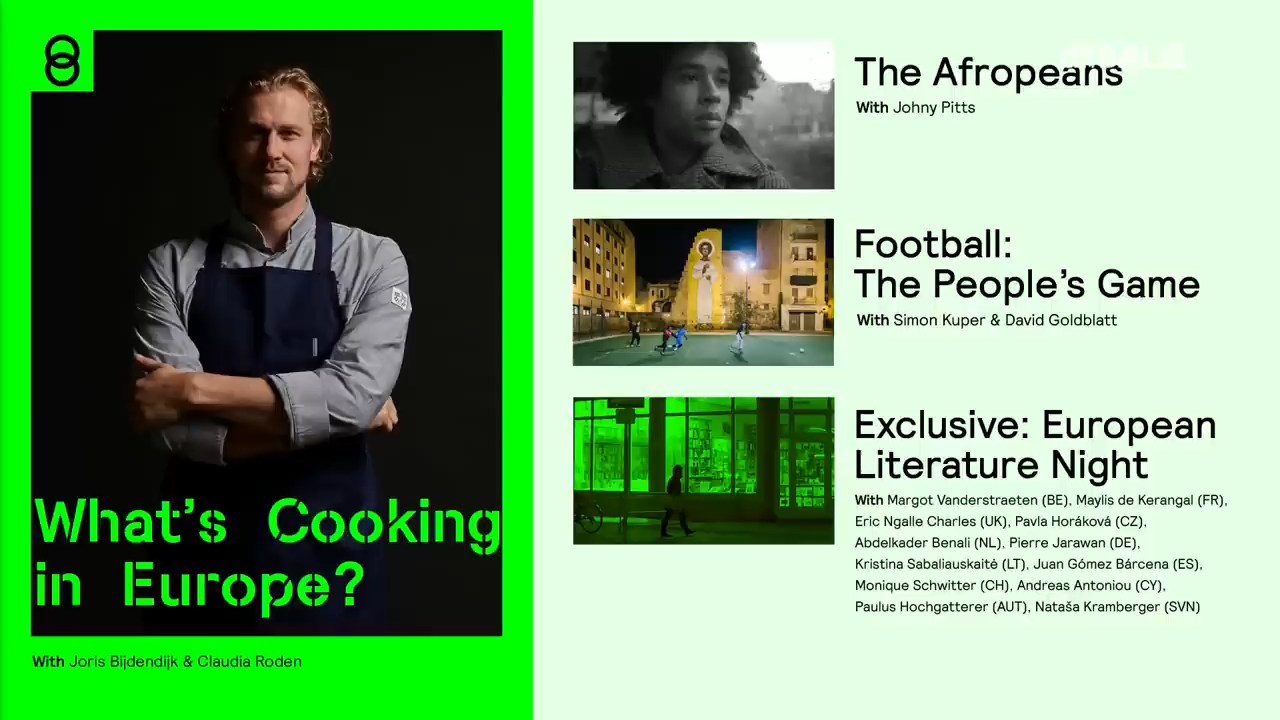 What's Cooking
in Europe?
With Joris Bijdendijk & Claudia Roden
The Afropeans
With Johny Pitts
Football:
The People's Game
With Simon Kuper & David Goldblatt
Exclusive: European
Literature Night
With Margot Vanderstraeten (BE), Maylis de Kerangal (FR),
Eric Ngalle Charles (UK), Pavla Horáková (CZ),
Abdelkader Benali (NL), Pierre Jarawan (DE),
Kristina Sabaliauskaitė (LT), Juan Gómez Bárcena (ES),
Monique Schwitter (CH), Andreas Antoniou (CY),
Paulus Hochgatterer (AUT), Nataša Kramberger (SVN)